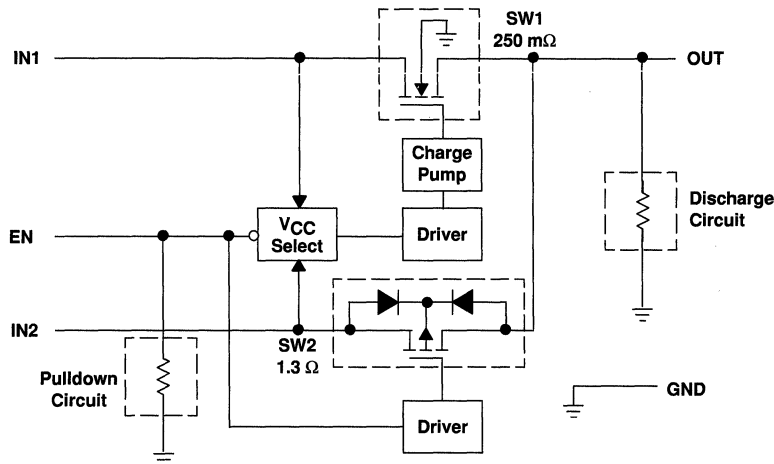 SW1
250 mΩ
IN1
OUT
Charge
Pump
Discharge
Circuit
VCC
Select
Driver
EN
IN2
SW2
1.3 Ω
Pulldown
Circuit
GND
Driver